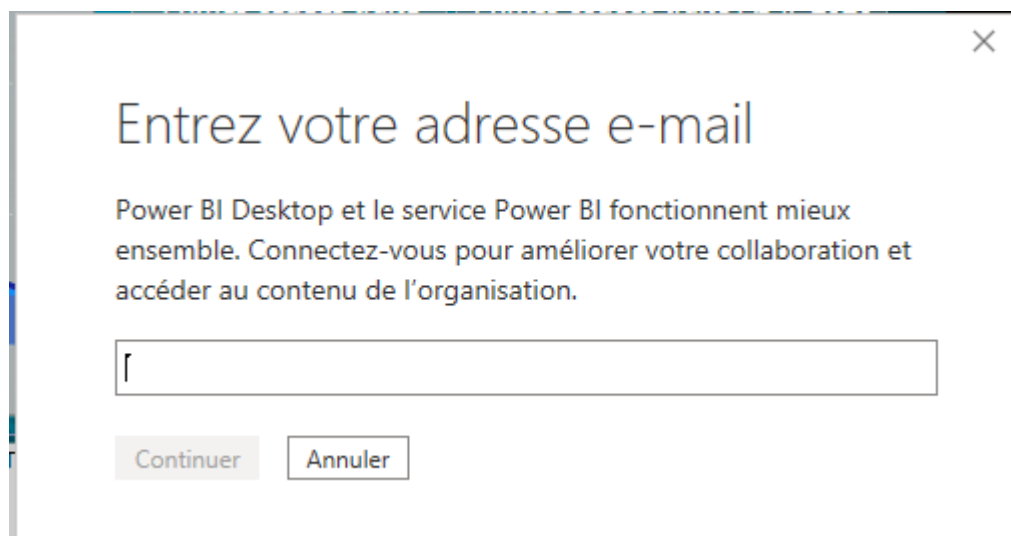 Entrez votre adresse e-mail
Power BI Desktop et le service Power BI fonctionnent mieux
ensemble. Connectez-vous pour améliorer votre collaboration et
accéder au contenu de l’organisation.
Continuer
Annuler